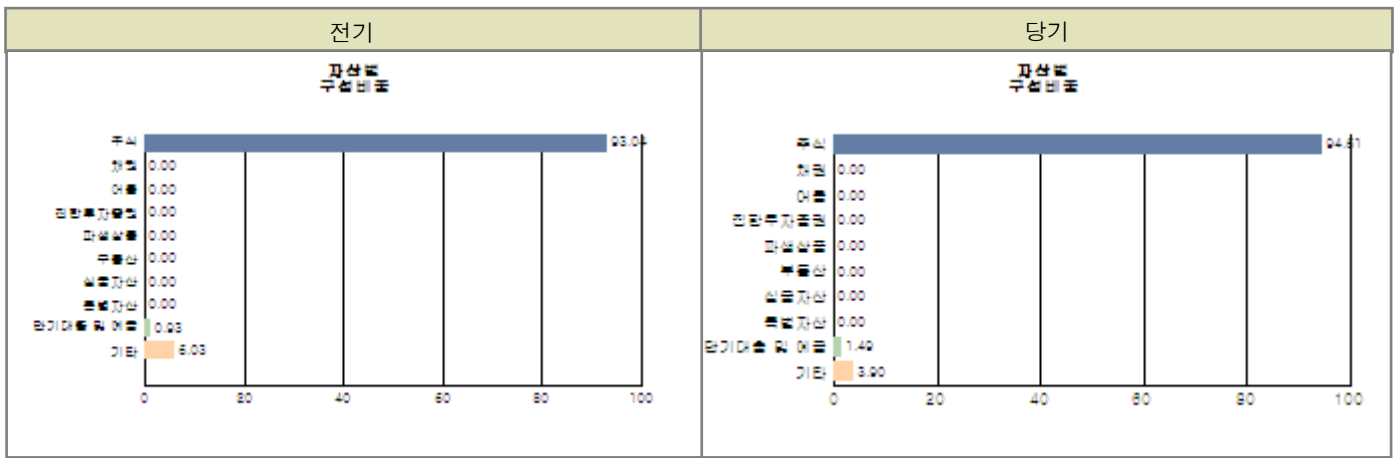 전기
자산별
구성비중
주식 93.04
채권 0.00
어음 0.00
집합투자증권 0.00
파생상품 0.00
부동산 0.00
실물자산 0.00
특별자산 0.00
단기대출 및 예금 0.93
기타 6.03
0 20 40 60 80 100
당기
자산별
구성비중
주식 94.61
채권 0.00
어음 0.00
집합투자증권 0.00
파생상품 0.00
부동산 0.00
실물자산 0.00
특별자산 0.00
단기대출 및 예금 1.49
기타 3.90
0 20 40 60 80 100